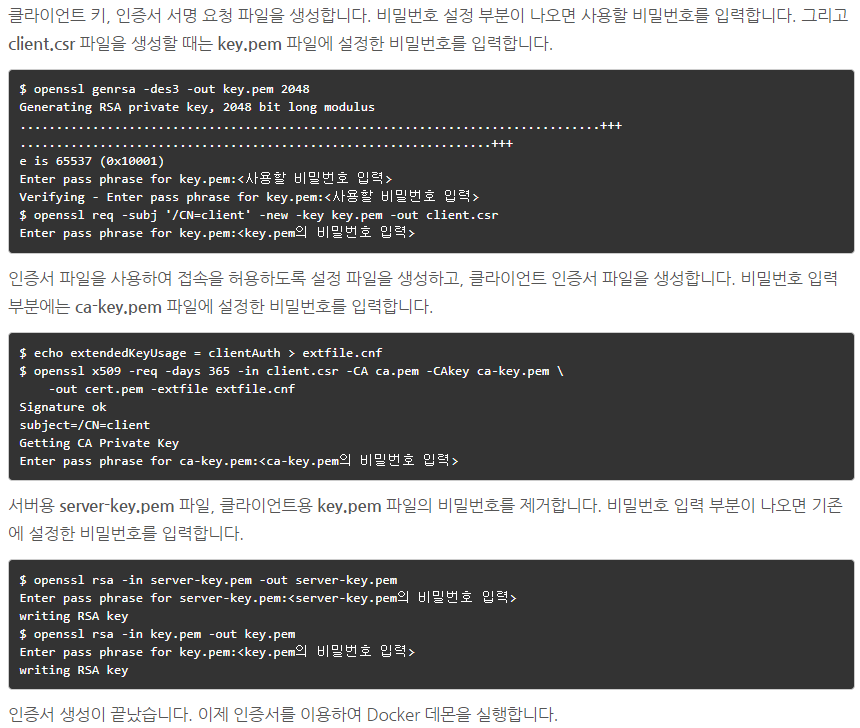 클라이언트 키, 인증서 서명 요청 파일을 생성합니다. 비밀번호 설정 부분이 나오면 사용할 비밀번호를 입력합니다. 그리고
client.csr 파일을 생성할 때는 key.pem 파일에 설정한 비밀번호를 입력합니다.
$ openssl genrsa -des3 -out key.pem 2048
Generating RSA private key, 2048 bit long modulus
................................................................................+++
.................................................................+++
e is 65537 (0x10001)
Enter pass phrase for key.pem:<사용할 비밀번호 입력>
Verifying - Enter pass phrase for key.pem:<사용할 비밀번호 입력>
$ openssl req -subj '/CN=client' -new -key key.pem -out client.csr
Enter pass phrase for key.pem:<key.pem의 비밀번호 입력>
인증서 파일을 사용하여 접속을 허용하도록 설정 파일을 생성하고, 클라이언트 인증서 파일을 생성합니다. 비밀번호 입력
부분에는 ca-key.pem 파일에 설정한 비밀번호를 입력합니다.
$ echo extendedKeyUsage = clientAuth > extfile.cnf
$ openssl x509 -req -days 365 -in client.csr -CA ca.pem -CAkey ca-key.pem \
    -out cert.pem -extfile extfile.cnf
Signature ok
subject=/CN=client
Getting CA Private Key
Enter pass phrase for ca-key.pem:<ca-key.pem의 비밀번호 입력>
서버용 server-key.pem 파일, 클라이언트용 key.pem 파일의 비밀번호를 제거합니다. 비밀번호 입력 부분이 나오면 기존
에 설정한 비밀번호를 입력합니다.
$ openssl rsa -in server-key.pem -out server-key.pem
Enter pass phrase for server-key.pem:<server-key.pem의 비밀번호 입력>
writing RSA key
$ openssl rsa -in key.pem -out key.pem
Enter pass phrase for key.pem:<key.pem의 비밀번호 입력>
writing RSA key
인증서 생성이 끝났습니다. 이제 인증서를 이용하여 Docker 데몬을 실행합니다.